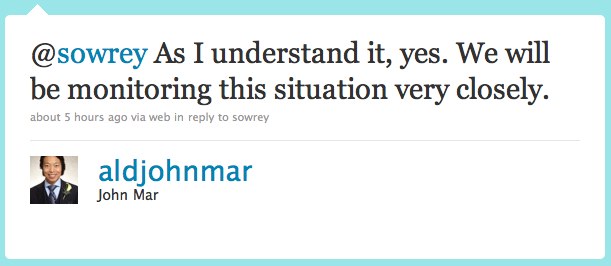 @sowrey As I understand it, yes. We will
be monitoring this situation very closely.
about 5 hours ago via web in reply to sowrey
aldjohnmar
John Mar